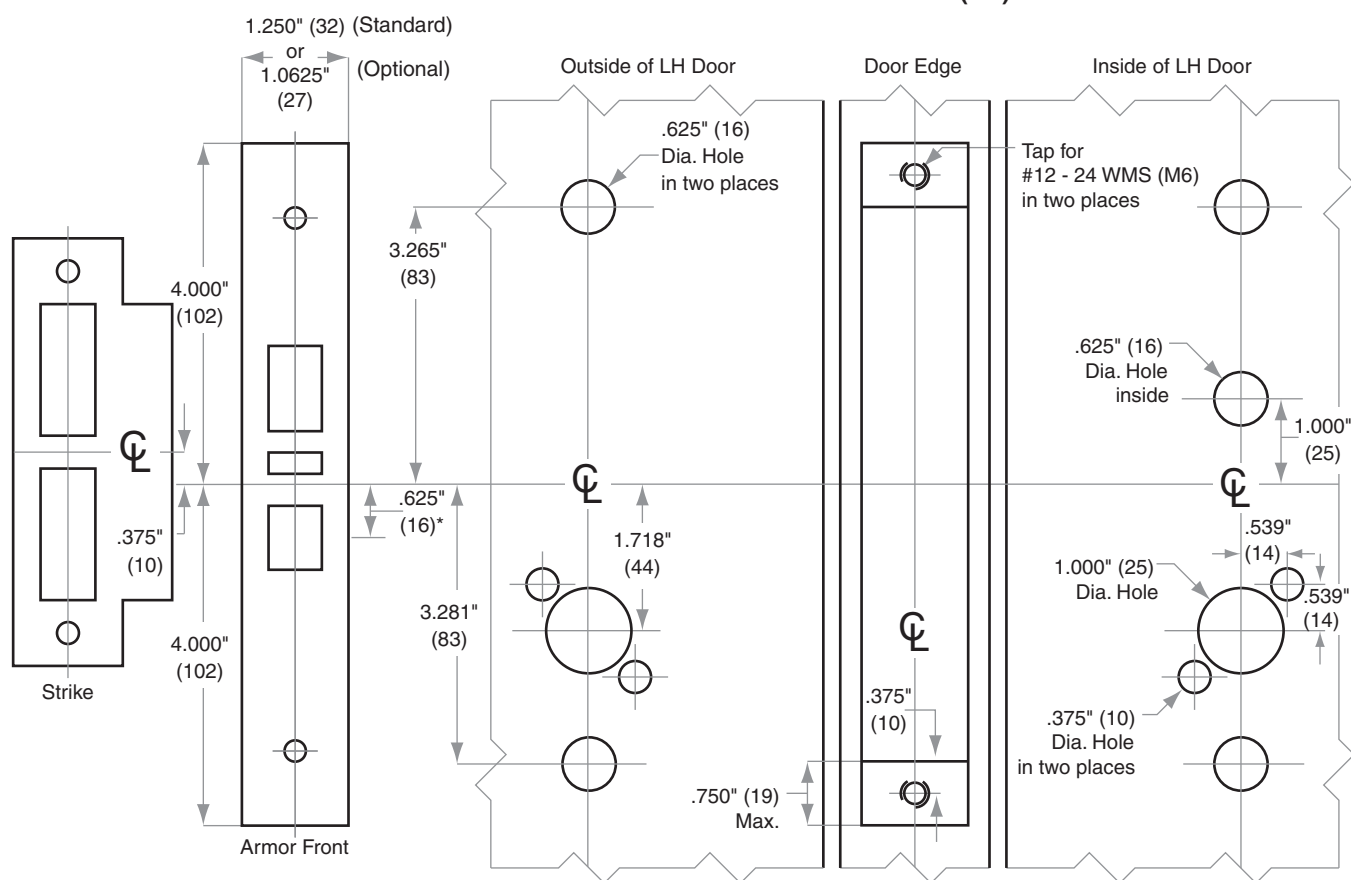 1.250" (32) (Standard)
or
1.0625" (Optional)
(27)
Outside of LH Door
Door Edge
Inside of LH Door
.625" (16)
Dia. Hole
in two places
Tap for
#12 - 24 WMS (M6)
in two places
3.265"
(83)
4.000"
(102)
.625" (16)
Dia. Hole
inside
1.000"
(25)
℄
℄
℄
.625"
(16)*
.375"
(10)
1.718"
(44)
.539"
(14)
1.000" (25)
Dia. Hole
.539"
(14)
3.281"
(83)
℄
4.000"
(102)
Strike
.375"
(10)
.375" (10)
Dia. Hole
in two places
.750" (19)
Max.
Armor Front